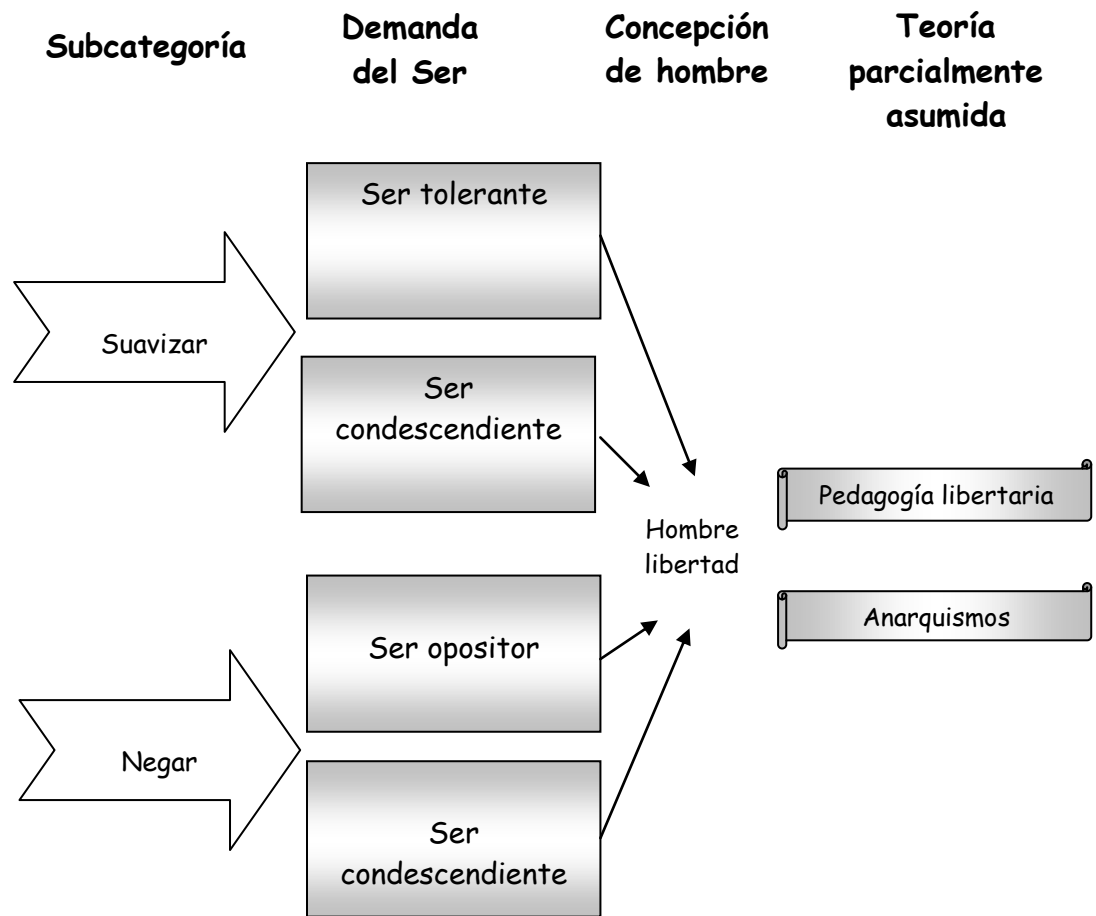 Subcategoría
Demanda
del Ser
Concepción
de hombre
Teoría
parcialmente
asumida
Ser tolerante
Suavizar
Ser
condescendiente
Pedagogía libertaria
Hombre
libertad
Anarquismos
Ser opositor
Negar
Ser
condescendiente